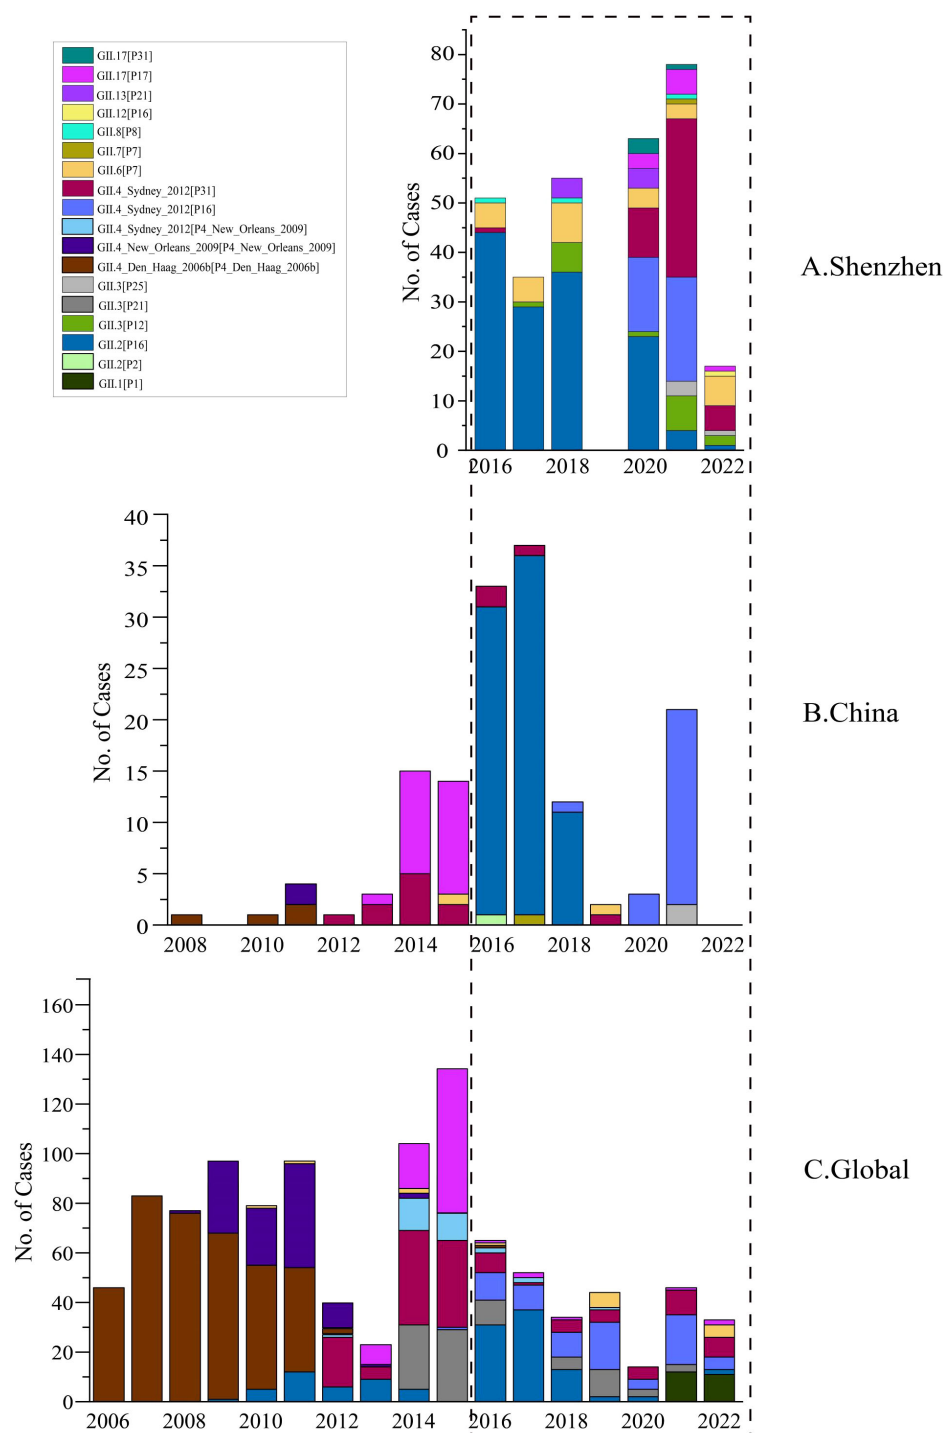 GII.17[P31]
GII.17[P17]
GII.13[P21]
GII.12[P16]
GII.8[P8]
GII.7[P7]
GII.6[P7]
GII.4_Sydney_2012[P31]
GII.4_Sydney_2012[P16]
GII.4_Sydney_2012[P4_New_Orleans_2009]
GII.4_New_Orleans_2009[P4_New_Orleans_2009]
GII.4_Den_Haag_2006b[P4_Den_Haag_2006b]
GII.3[P25]
GII.3[P21]
GII.3[P12]
GII.2[P16]
GII.2[P2]
GII.1[P1]
No. of Cases
80
70
60
50
40
30
20
10
0
2016 2018 2020 2022
A.Shenzhen
No. of Cases
40
35
30
25
20
15
10
5
0
2008 2010 2012 2014 2016 2018 2020 2022
B.China
No. of Cases
160
140
120
100
80
60
40
20
0
2006 2008 2010 2012 2014 2016 2018 2020 2022
C.Global